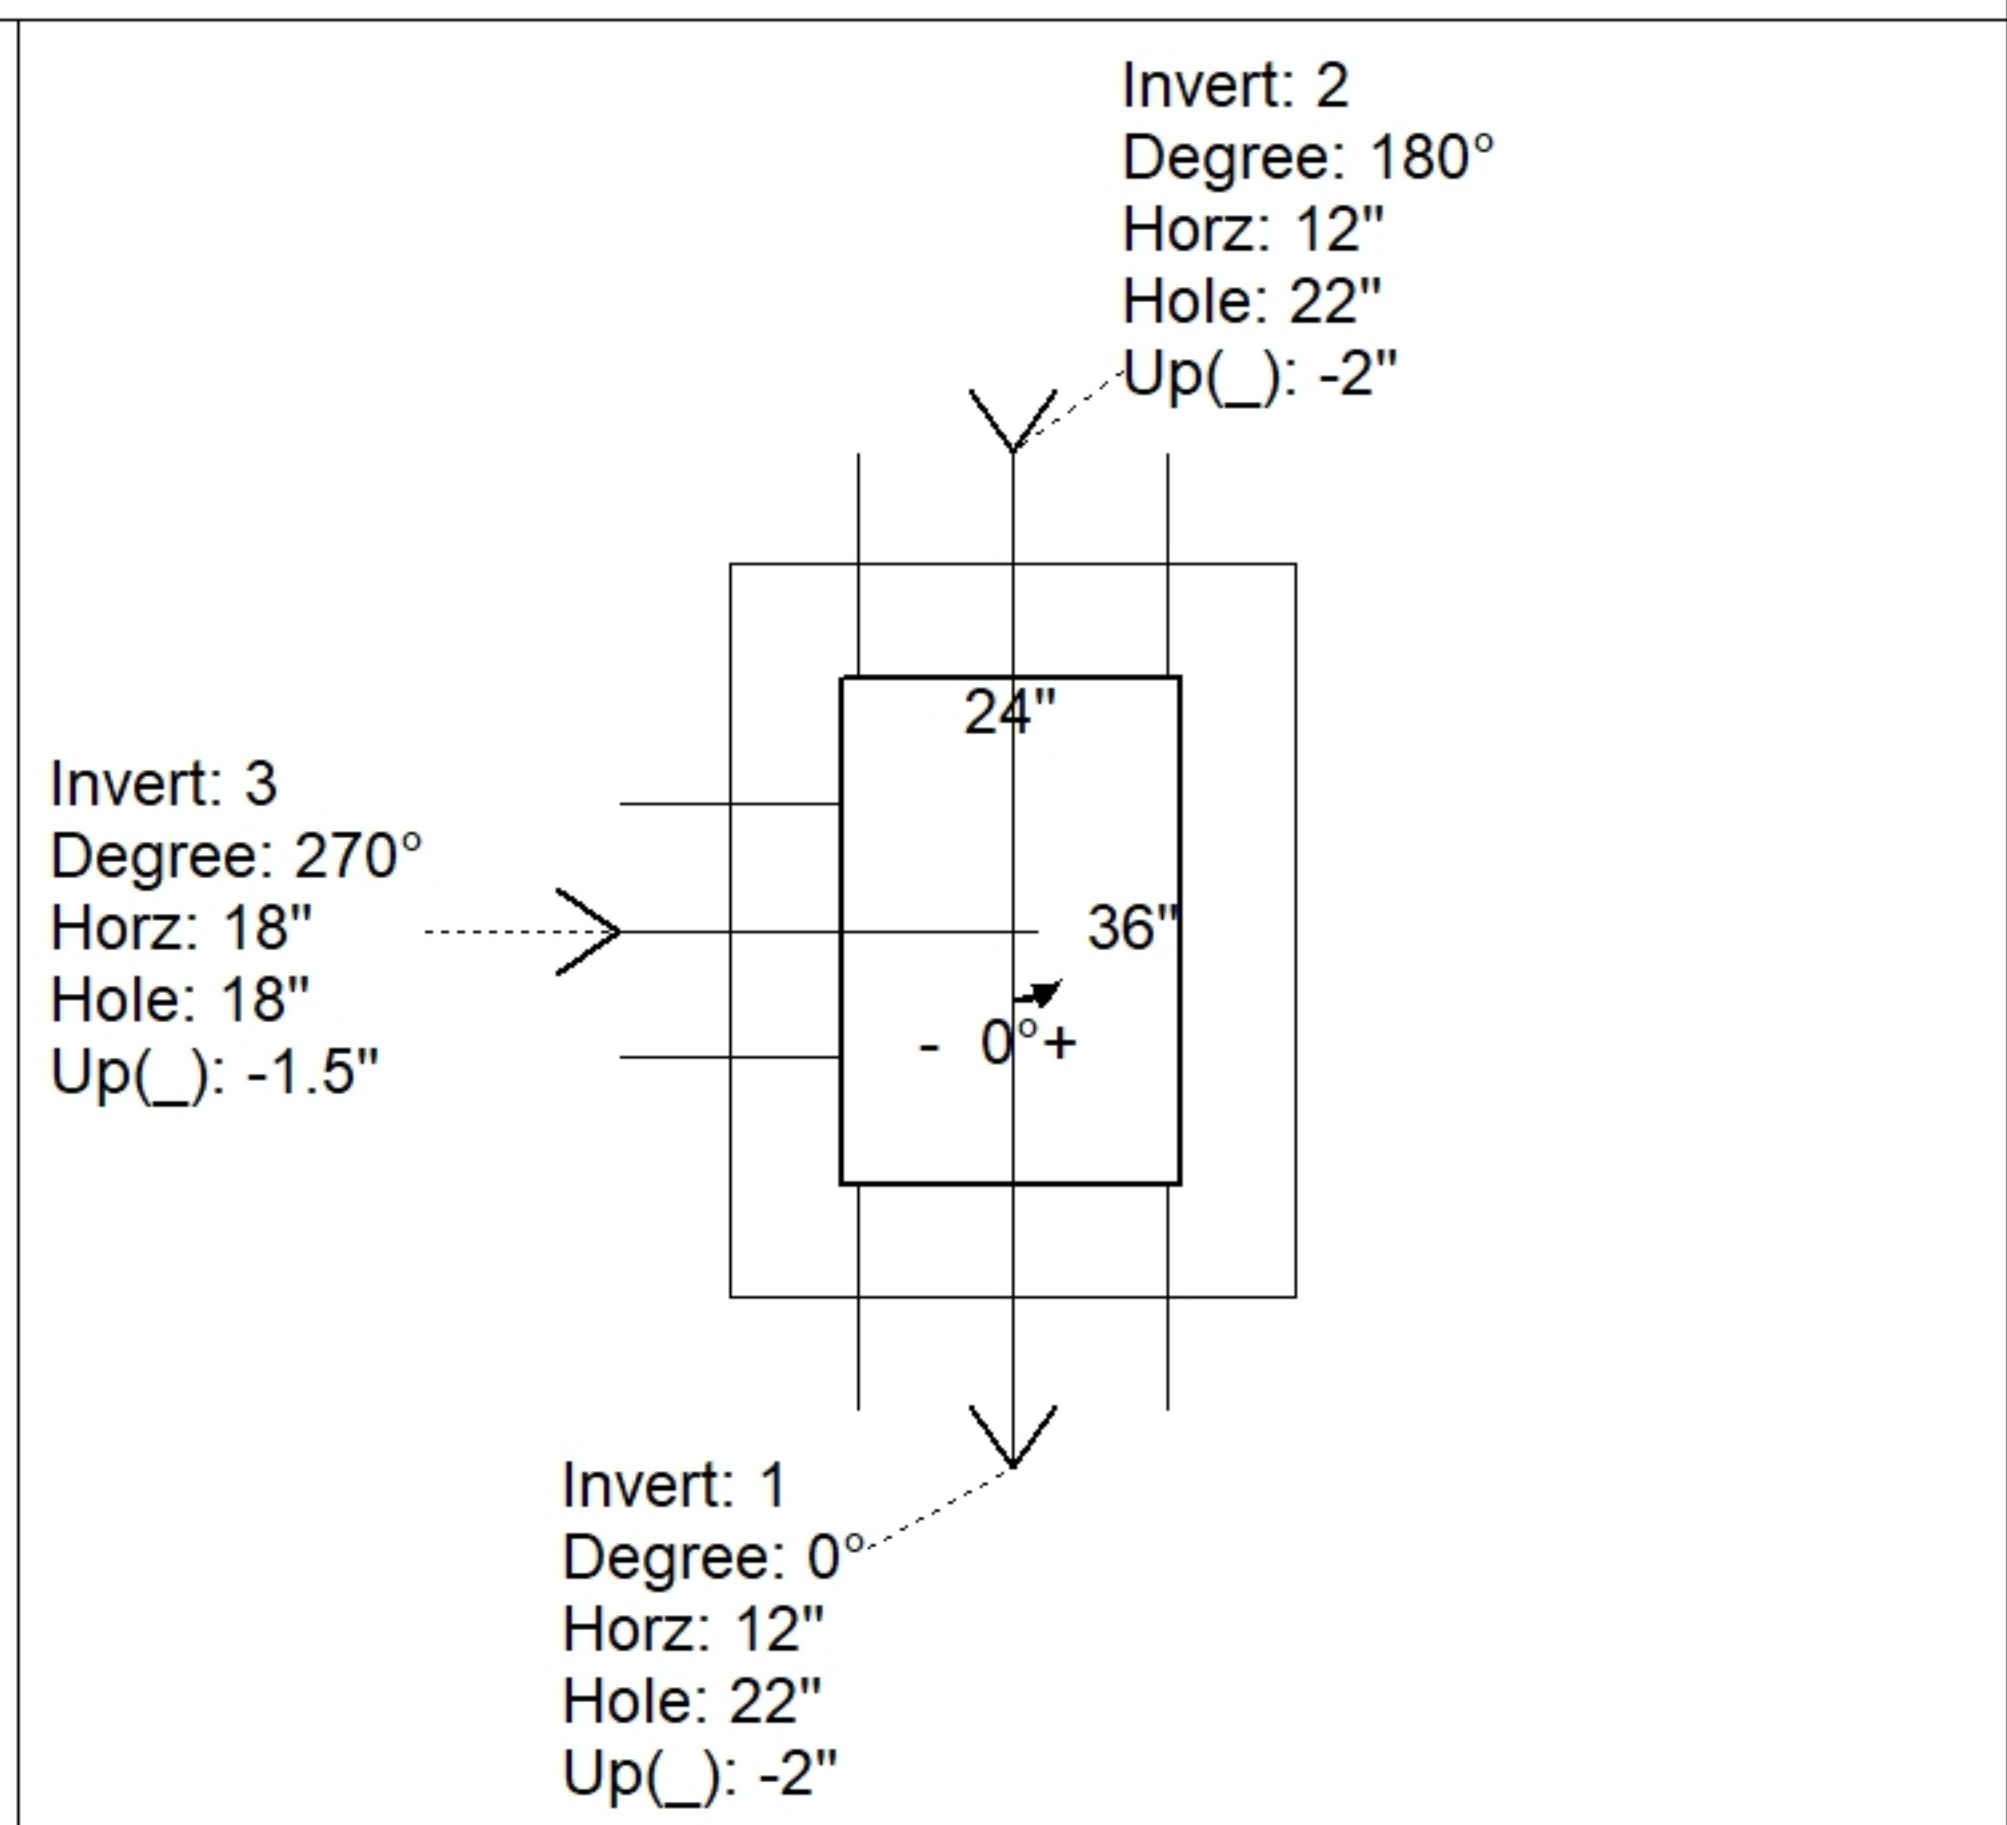 Invert: 2
Degree: 180°
Horz: 12"
Hole: 22"
Up(_): -2"
24"
Invert: 3
Degree: 270°
Horz: 18"
Hole: 18"
Up(_): -1.5"
36"
- 0°+
Invert: 1
Degree: 0°
Horz: 12"
Hole: 22"
Up(_): -2"